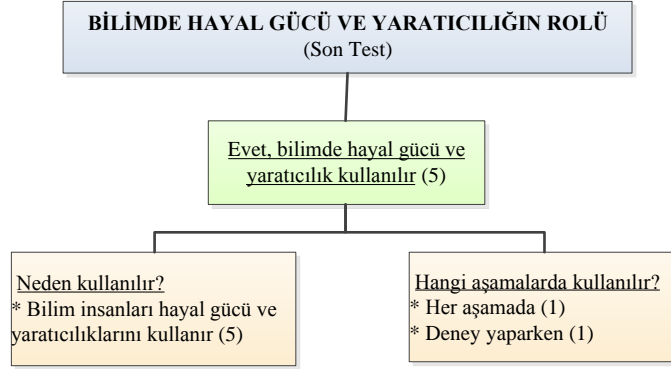 BİLİMDE HAYAL GÜCÜ VE YARATICILIĞIN ROLÜ
(Son Test)
Evet, bilimde hayal gücü ve
yaratıcılık kullanılır (5)
Neden kullanılır?
* Bilim insanları hayal gücü ve
yaratıcılıklarını kullanır (5)
Hangi aşamalarda kullanılır?
* Her aşamada (1)
* Deney yaparken (1)